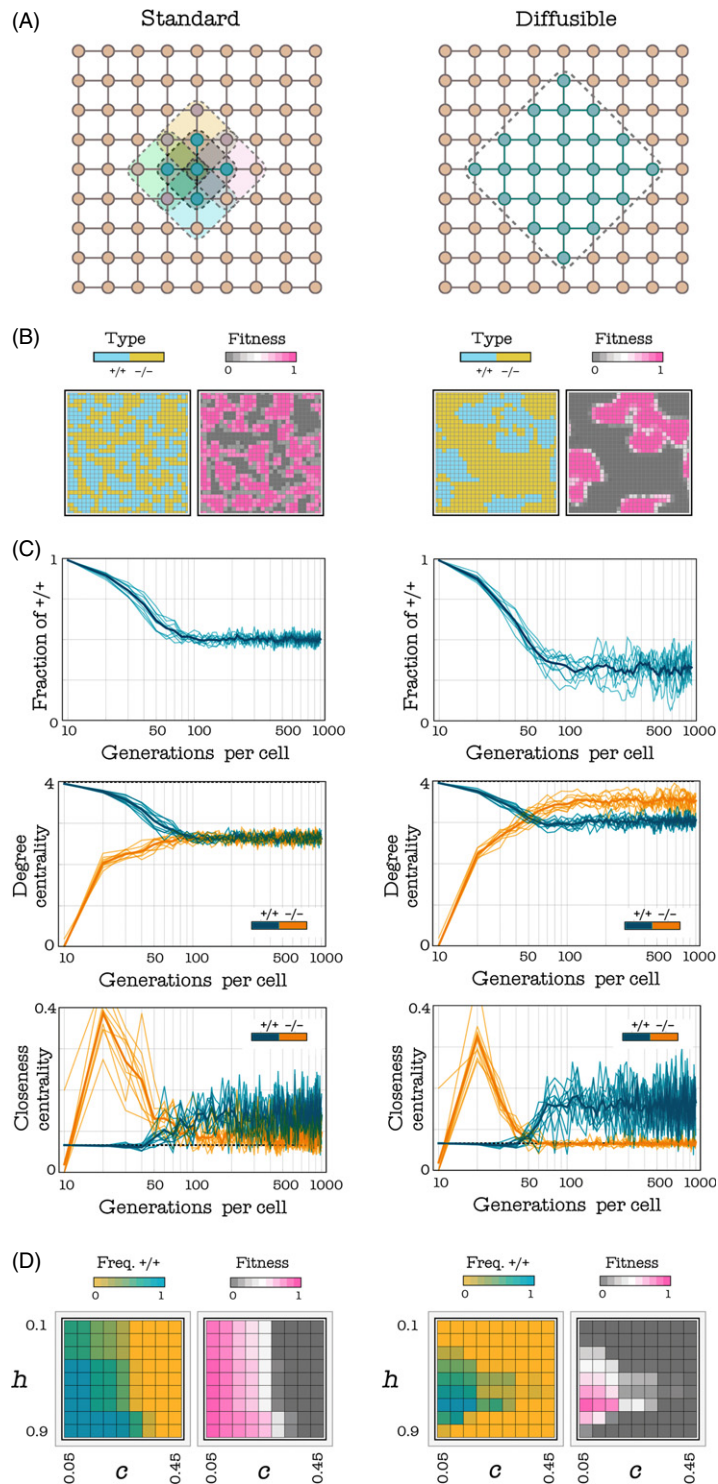 (A)
Standard
Diffusible
(B)
Type
+/+ −/−
Fitness
0 1
Type
+/+ −/−
Fitness
0 1
(C)
Fraction of +/+
1
0
10 50 100 500 1000
Generations per cell
Fraction of +/+
1
0
10 50 100 500 1000
Generations per cell
Degree
centrality
4
0
+/+ −/−
10 50 100 500 1000
Generations per cell
Degree
centrality
4
0
+/+ −/−
10 50 100 500 1000
Generations per cell
Closeness
centrality
0.4
0
+/+ −/−
10 50 100 500 1000
Generations per cell
Closeness
centrality
0.4
0
+/+ −/−
10 50 100 500 1000
Generations per cell
(D)
Freq. +/+
0 1
Fitness
0 1
0.1
h
0.9
0.05 c 0.45
0.05 c 0.45
Freq. +/+
0 1
Fitness
0 1
0.1
h
0.9
0.05 c 0.45
0.05 c 0.45